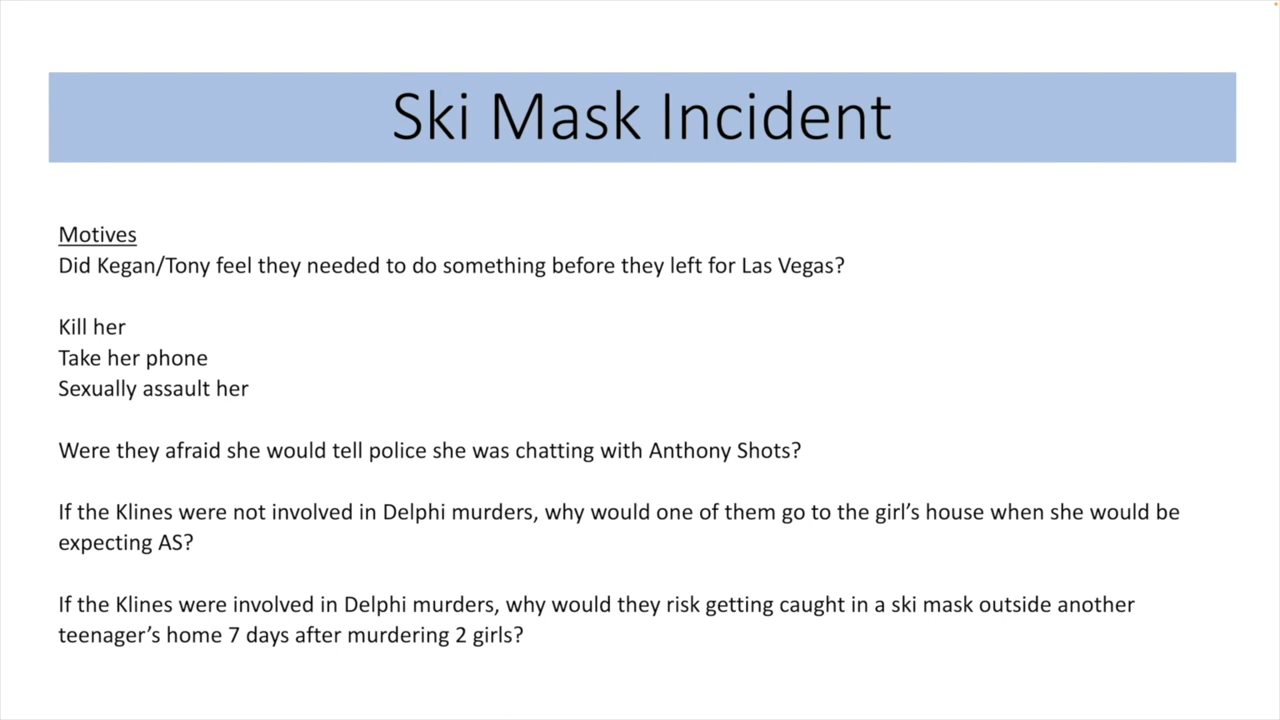 Ski Mask Incident
Motives
Did Kegan/Tony feel they needed to do something before they left for Las Vegas?
Kill her
Take her phone
Sexually assault her
Were they afraid she would tell police she was chatting with Anthony Shots?
If the Klines were not involved in Delphi murders, why would one of them go to the girl’s house when she would be
expecting AS?
If the Klines were involved in Delphi murders, why would they risk getting caught in a ski mask outside another
teenager’s home 7 days after murdering 2 girls?